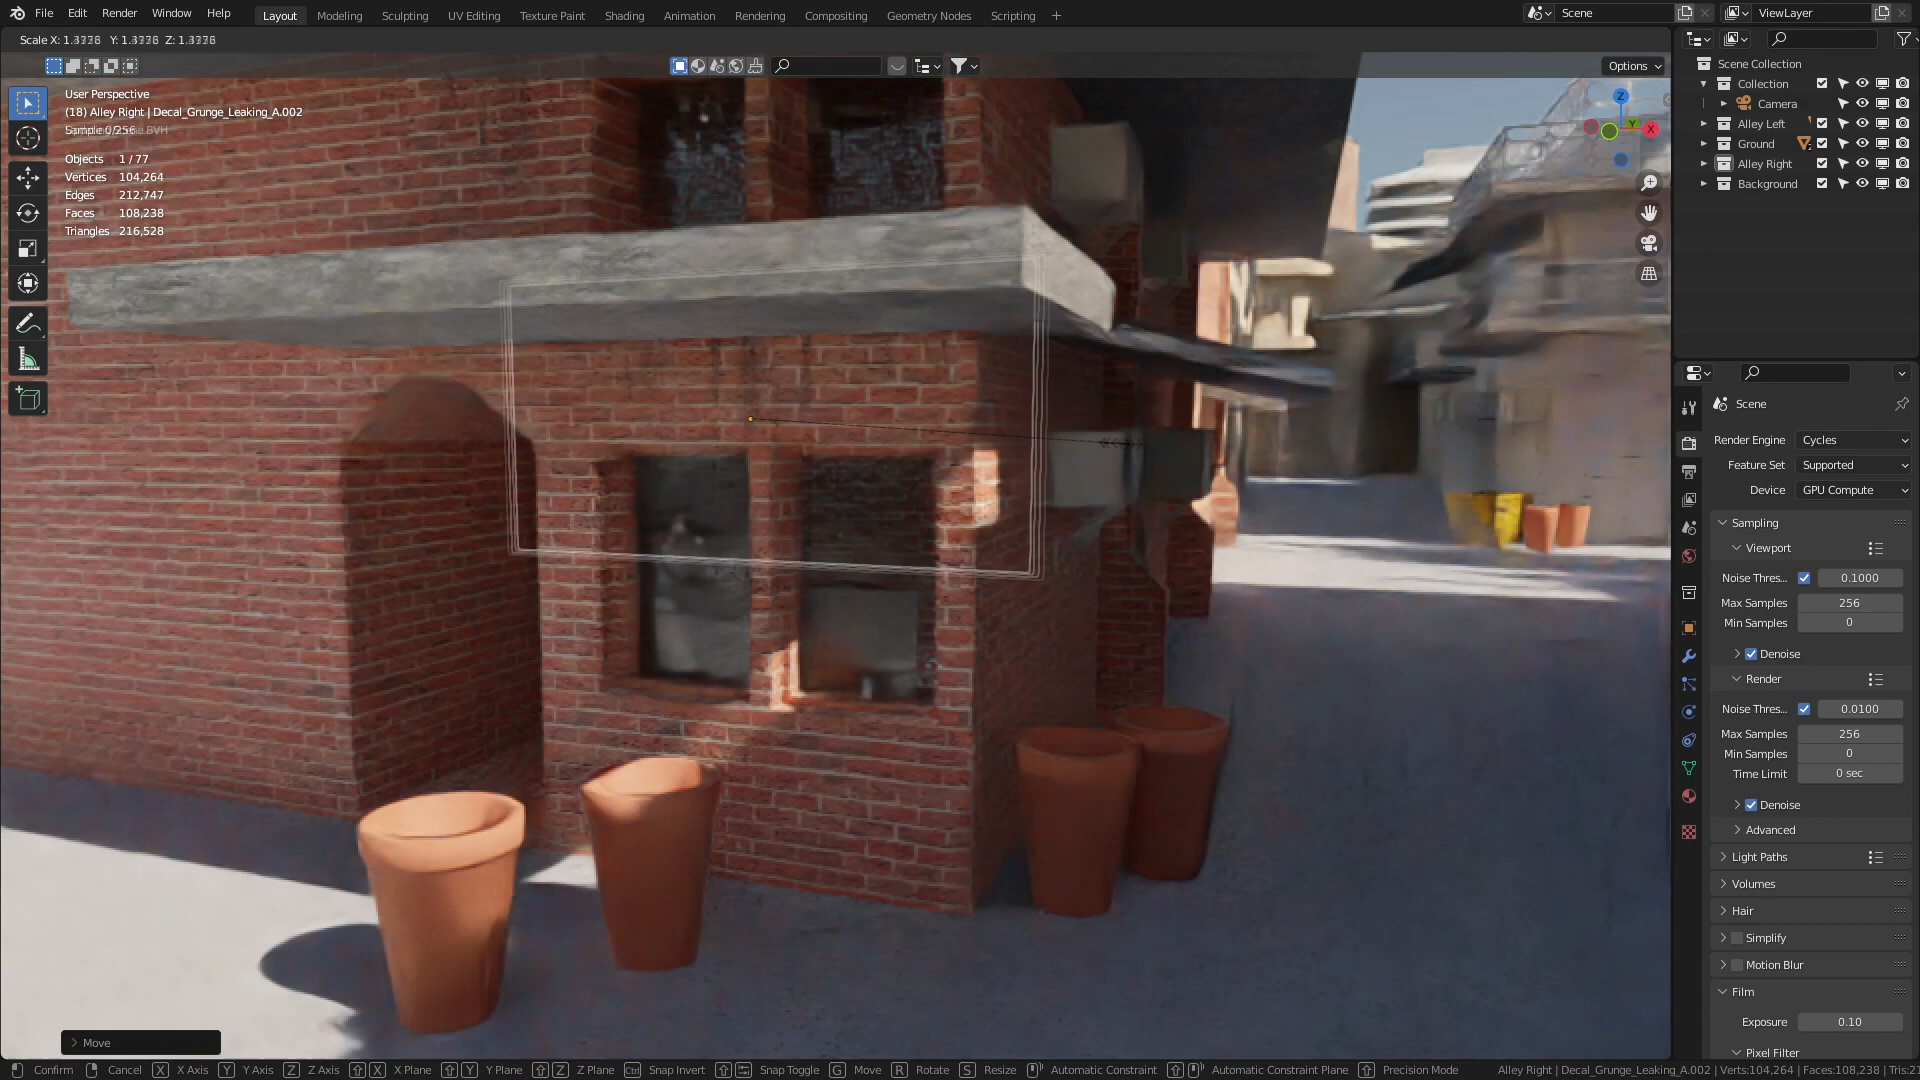 File Edit Render Window Help
Layout Modeling Sculpting UV Editing Texture Paint Shading Animation Rendering Compositing Geometry Nodes Scripting +
Scene
ViewLayer
Options
User Perspective
(18) Alley Right | Decal_Grunge_Leaking_A.002
Objects 1 / 77
Vertices 104,264
Edges 212,747
Faces 108,238
Triangles 216,528
Z
Y
X
Move
Scene Collection
Collection
Camera
Alley Left
Ground
Alley Right
Background
Scene
Render Engine Cycles
Feature Set Supported
Device GPU Compute
Sampling
Viewport
Noise Thres... 0.1000
Max Samples 256
Min Samples 0
Denoise
Render
Noise Thres... 0.0100
Max Samples 256
Min Samples 0
Time Limit 0 sec
Denoise
Advanced
Light Paths
Volumes
Hair
Simplify
Motion Blur
Film
Exposure 0.10
Pixel Filter
Confirm Cancel X X Axis Y Y Axis Z Z Axis X X Plane Y Y Plane Z Z Plane Ctrl Snap Invert Snap Toggle G Move R Rotate S Resize Automatic Constraint Automatic Constraint Plane Precision Mode Alley Right | Decal_Grunge_Leaking_A.002 | Verts:104,264 | Faces:108,238 | Tris:21